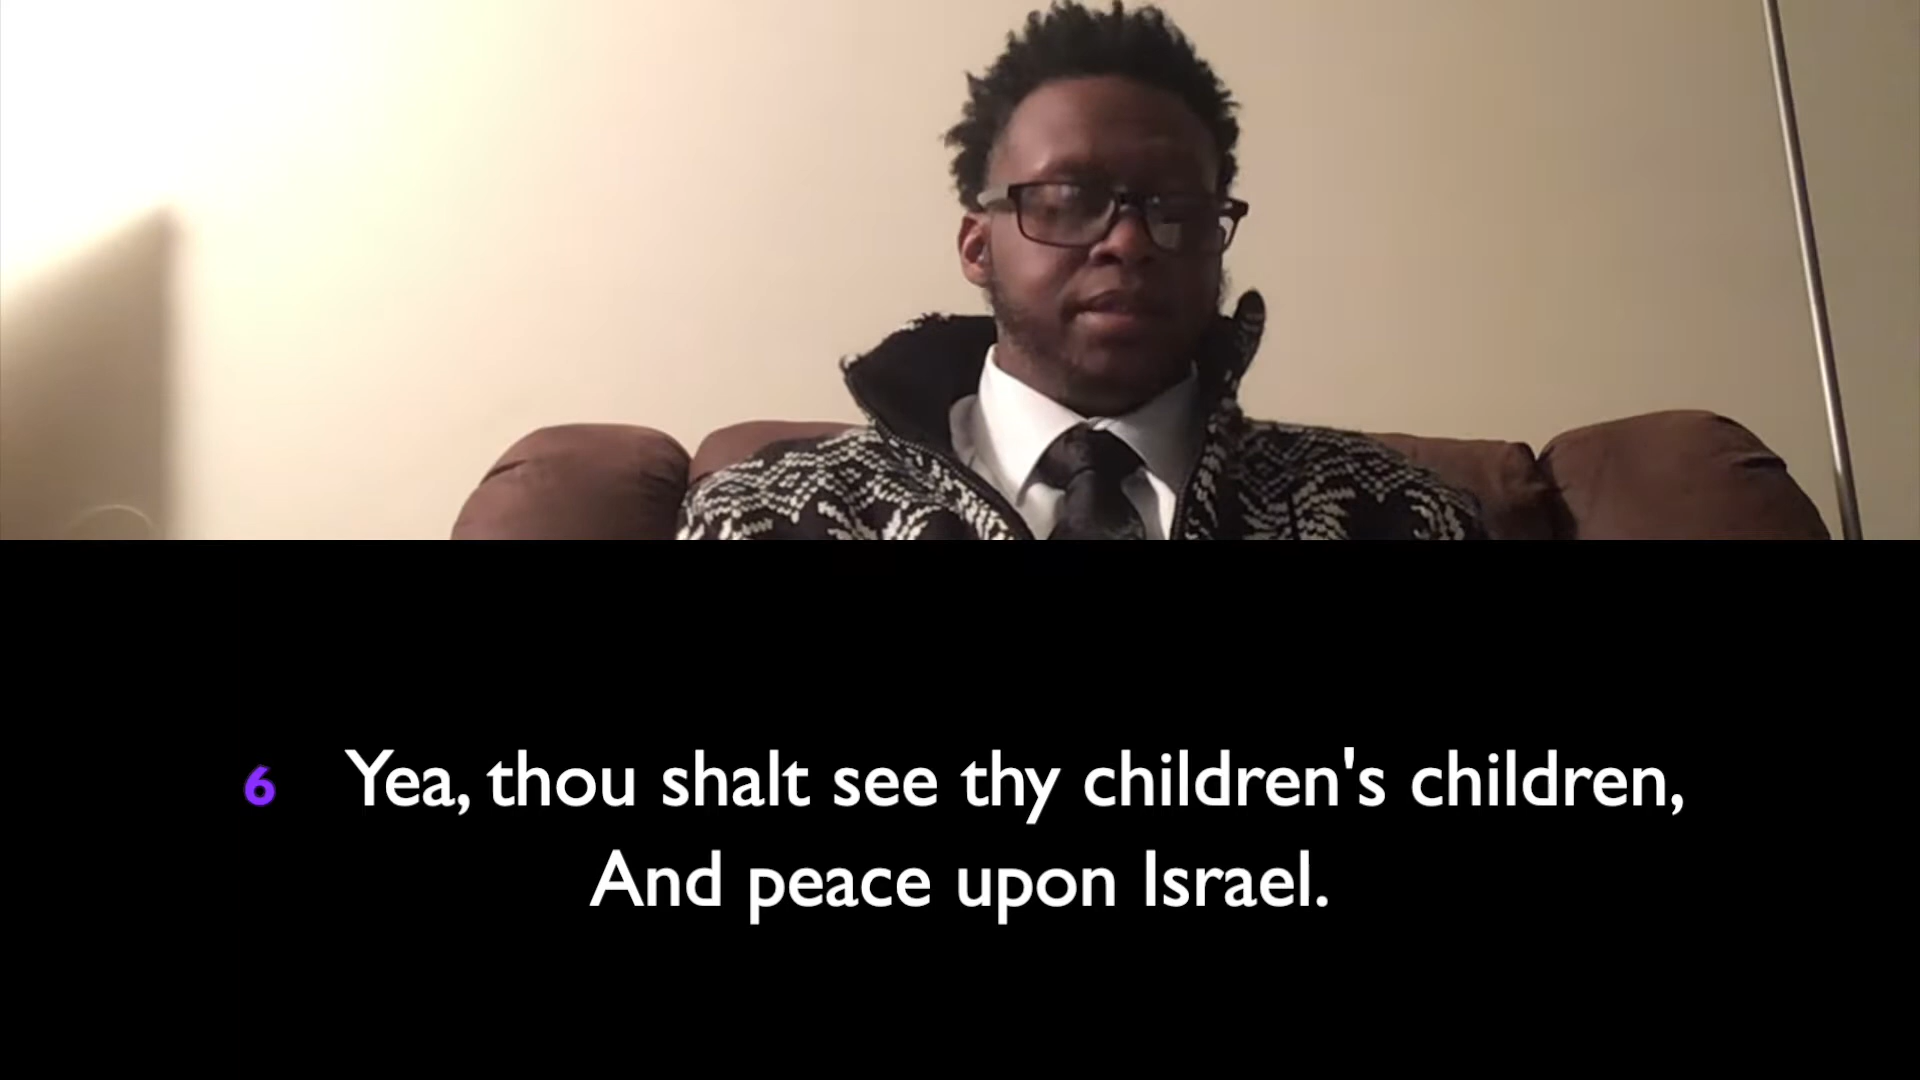 6 Yea, thou shalt see thy children's children,
And peace upon Israel.